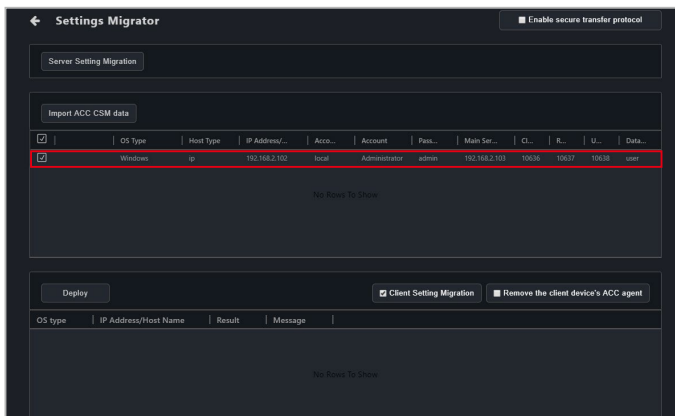 Settings Migrator
Enable secure transfer protocol
Server Setting Migration
Import ACC CSM data
OS Type | Host Type | IP Address/... | Acco... | Account | Pass... | Main Ser... | Cl... | R... | U... | Data...
Windows ip 192.168.2.102 local Administrator admin 192.168.2.103 10636 10637 10638 user
No Rows To Show
Deploy
Client Setting Migration
Remove the client device's ACC agent
OS type | IP Address/Host Name | Result | Message |
No Rows To Show